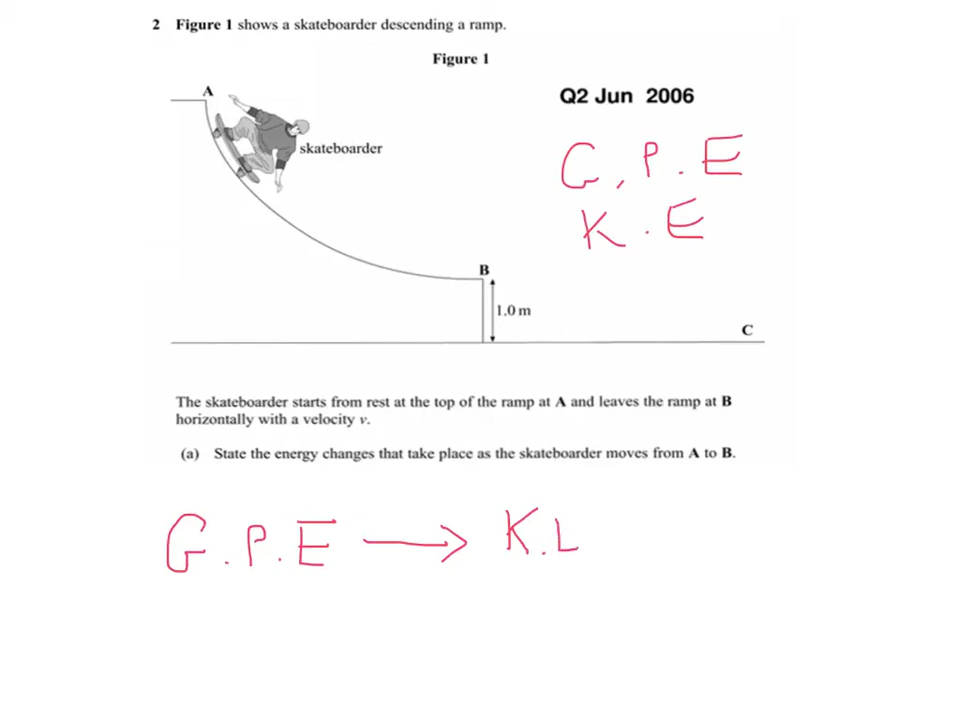 2 Figure 1 shows a skateboarder descending a ramp.
Figure 1
A
Q2 Jun 2006
skateboarder
G.P.E
K.E
B
1.0 m
C
The skateboarder starts from rest at the top of the ramp at A and leaves the ramp at B
horizontally with a velocity v.
(a) State the energy changes that take place as the skateboarder moves from A to B.
G.P.E → K.L